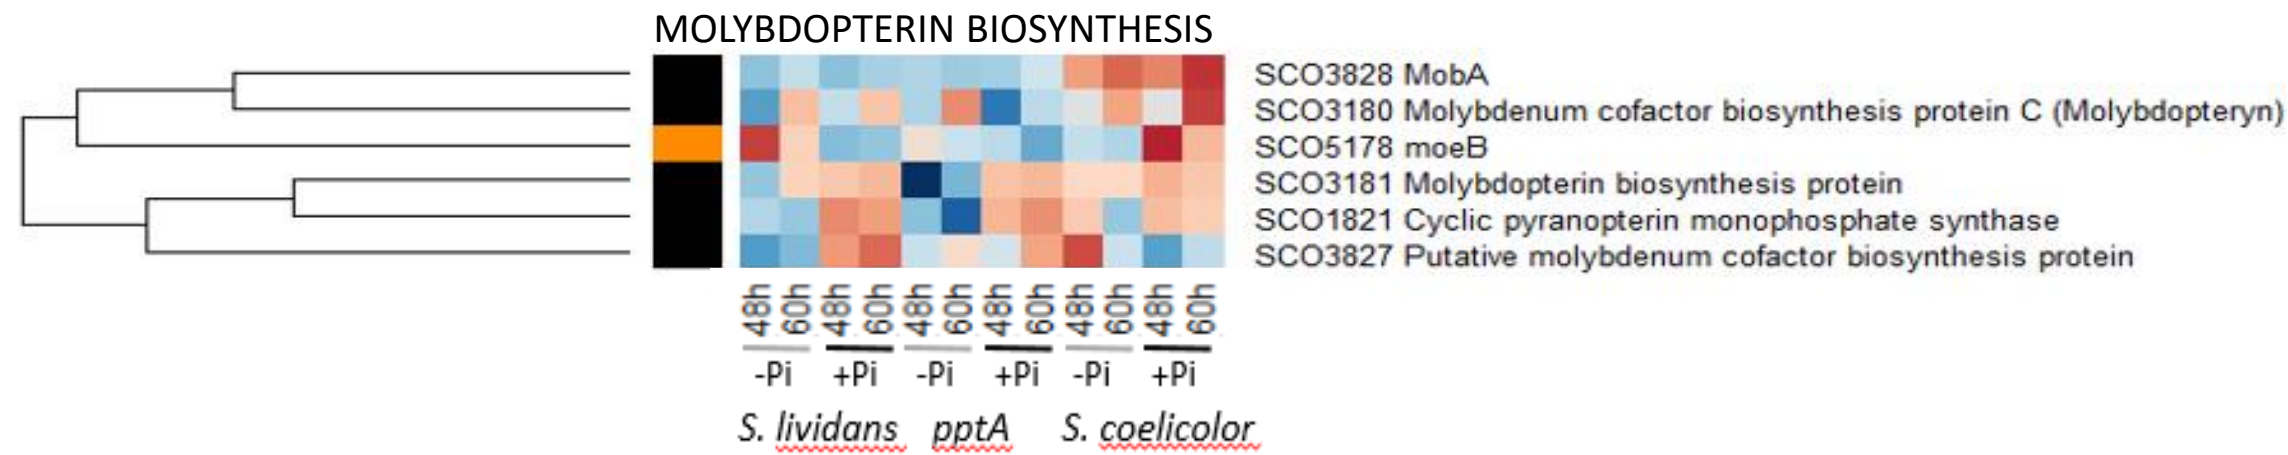 MOLYBDOPTERIN BIOSYNTHESIS
SCO3828 MobA
SCO3180 Molybdenum cofactor biosynthesis protein C (Molybdopteryn)
SCO5178 moeB
SCO3181 Molybdopterin biosynthesis protein
SCO1821 Cyclic pyranopterin monophosphate synthase
SCO3827 Putative molybdenum cofactor biosynthesis protein
48h 60h 48h 60h 48h 60h 48h 60h 48h 60h 48h 60h
-Pi +Pi -Pi +Pi -Pi +Pi
S. lividans pptA S. coelicolor